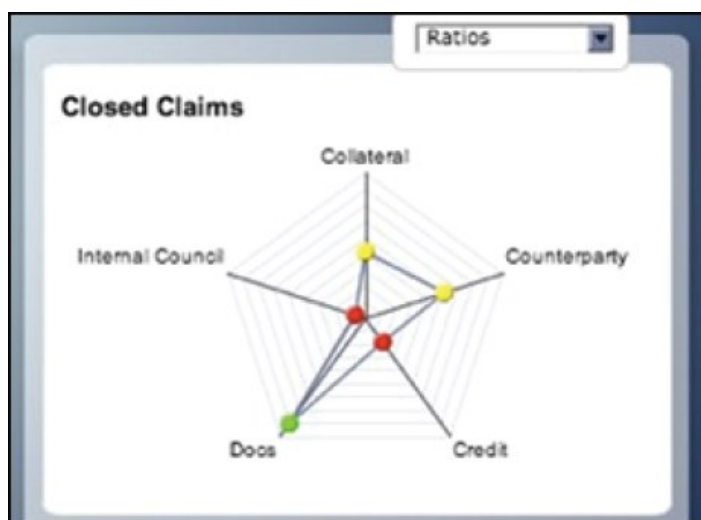 Ratios
Closed Claims
Collateral
Internal Council
Counterparty
Docs
Credit